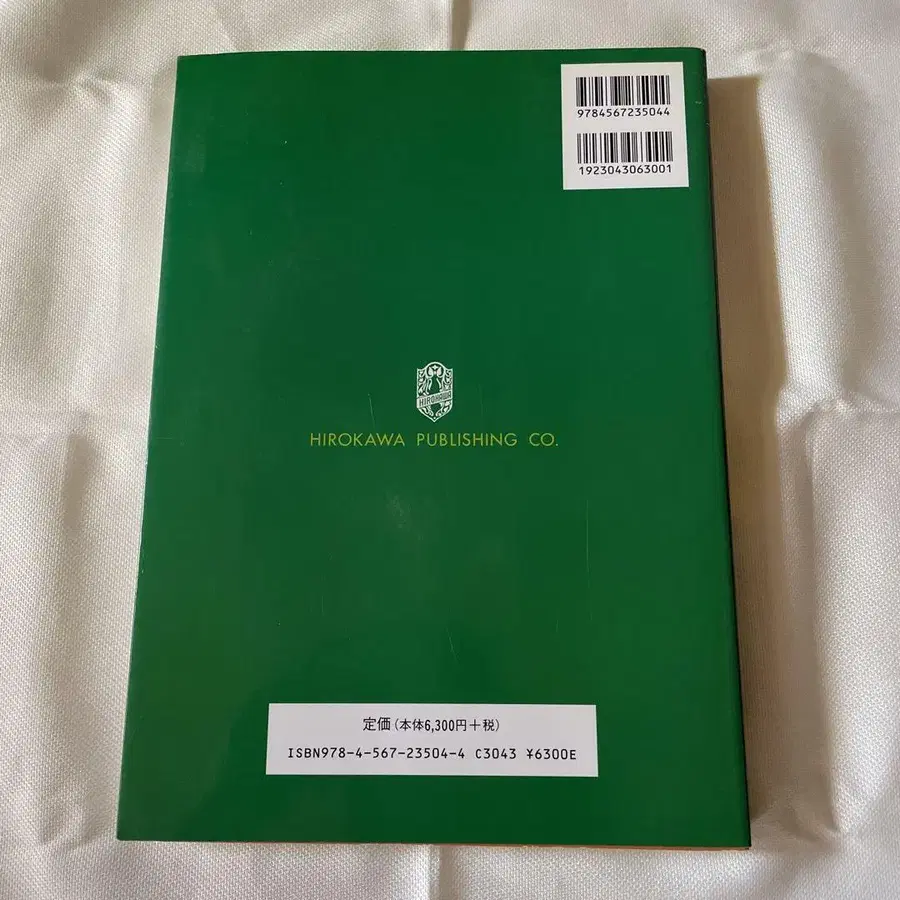 9784567235044
1923043063001
HIROKAWA
HIROKAWA PUBLISHING CO.
定価(本体6,300円+税)
ISBN978-4-567-23504-4 C3043 ¥6300E